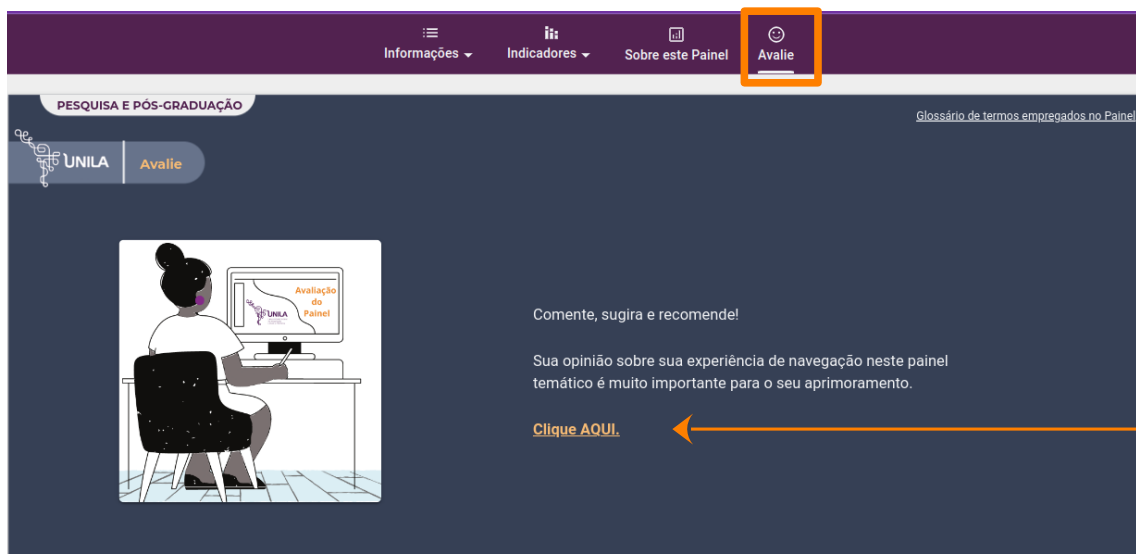 Informações
Indicadores
Sobre este Painel
Avalie
PESQUISA E PÓS-GRADUAÇÃO
Glossário de termos empregados no Painel
UNILA
Avalie
Avaliação
do
Painel
UNILA
Comente, sugira e recomende!
Sua opinião sobre sua experiência de navegação neste painel
temático é muito importante para o seu aprimoramento.
Clique AQUI.